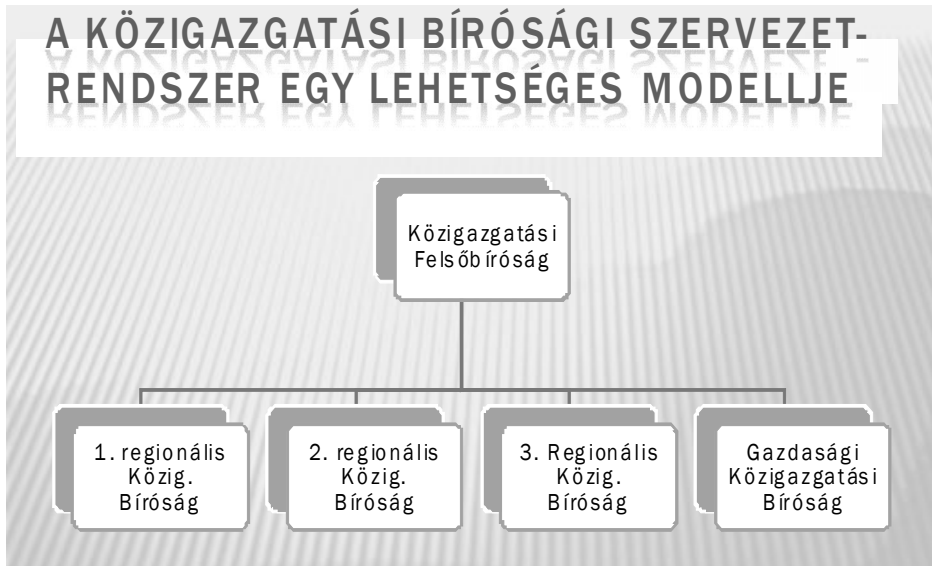 A KÖZIGAZGATÁSI BÍRÓSÁGI SZERVEZET-
RENDSZER EGY LEHETSÉGES MODELLJE
Közigazgatási
Felsőbíróság
1. regionális
Közig.
Bíróság
2. regionális
Közig.
Bíróság
3. Regionális
Közig.
Bíróság
Gazdasági
Közigazgatási
Bíróság